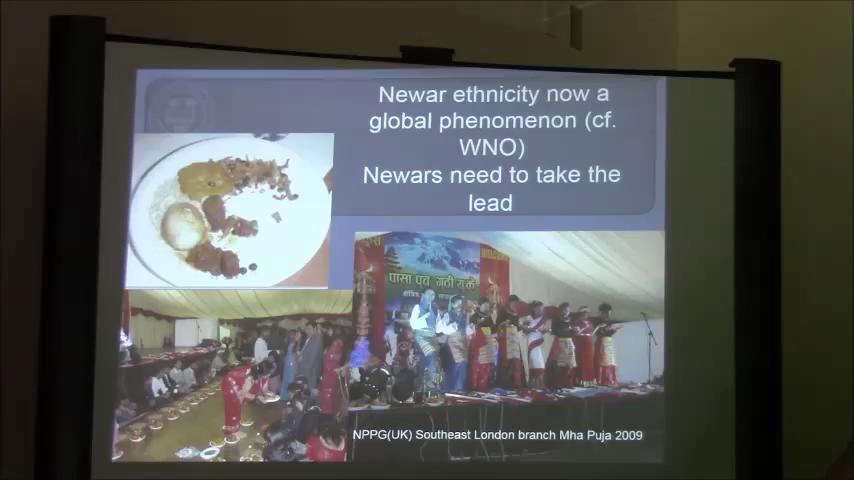 Newar ethnicity now a
global phenomenon (cf.
WNO)
Newars need to take the
lead
पासा पुचः गुठी यु.के
NPPG(UK) Southeast London branch Mha Puja 2009